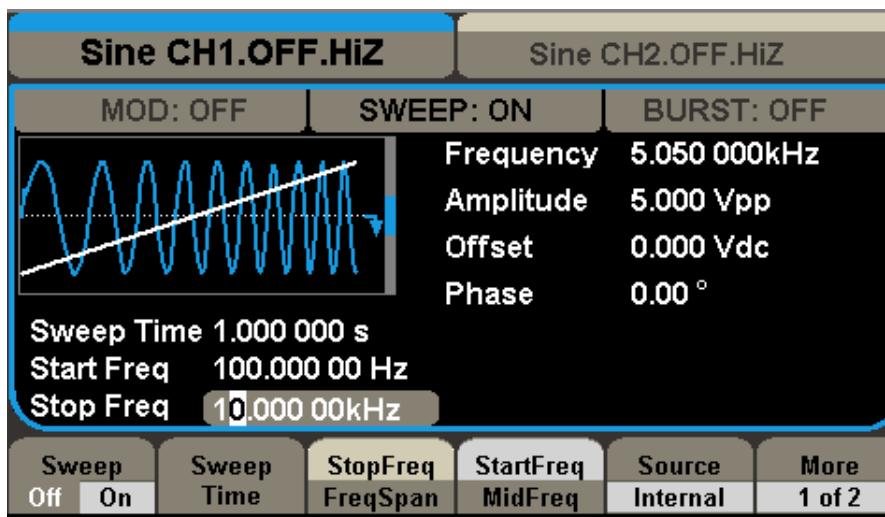 Sine CH1.OFF.HiZ
Sine CH2.OFF.HiZ
MOD: OFF
SWEEP: ON
BURST: OFF
Frequency 5.050 000kHz
Amplitude 5.000 Vpp
Offset 0.000 Vdc
Phase 0.00 °
Sweep Time 1.000 000 s
Start Freq 100.000 00 Hz
Stop Freq 10.000 00kHz
Sweep
Off On
Sweep
Time
StopFreq
FreqSpan
StartFreq
MidFreq
Source
Internal
More
1 of 2